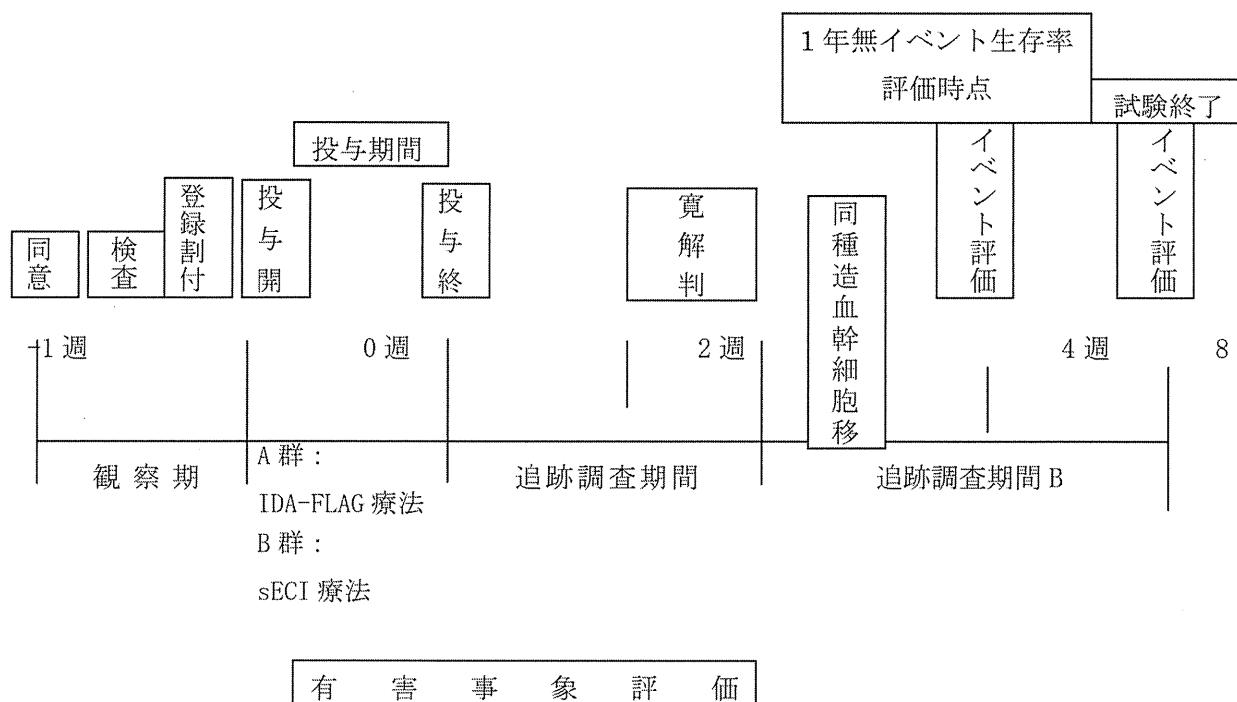 1年無イベント生存率
評価時点
試験終了
投与期間
同意
検査
登録割付
投与開
投与終
寛解判
同種造血幹細胞移
イベント評価
イベント評価
-1週
0週
2週
4週
8
観察期
A群：
IDA-FLAG療法
B群：
sECI療法
追跡調査期間
追跡調査期間B
有害事象評価